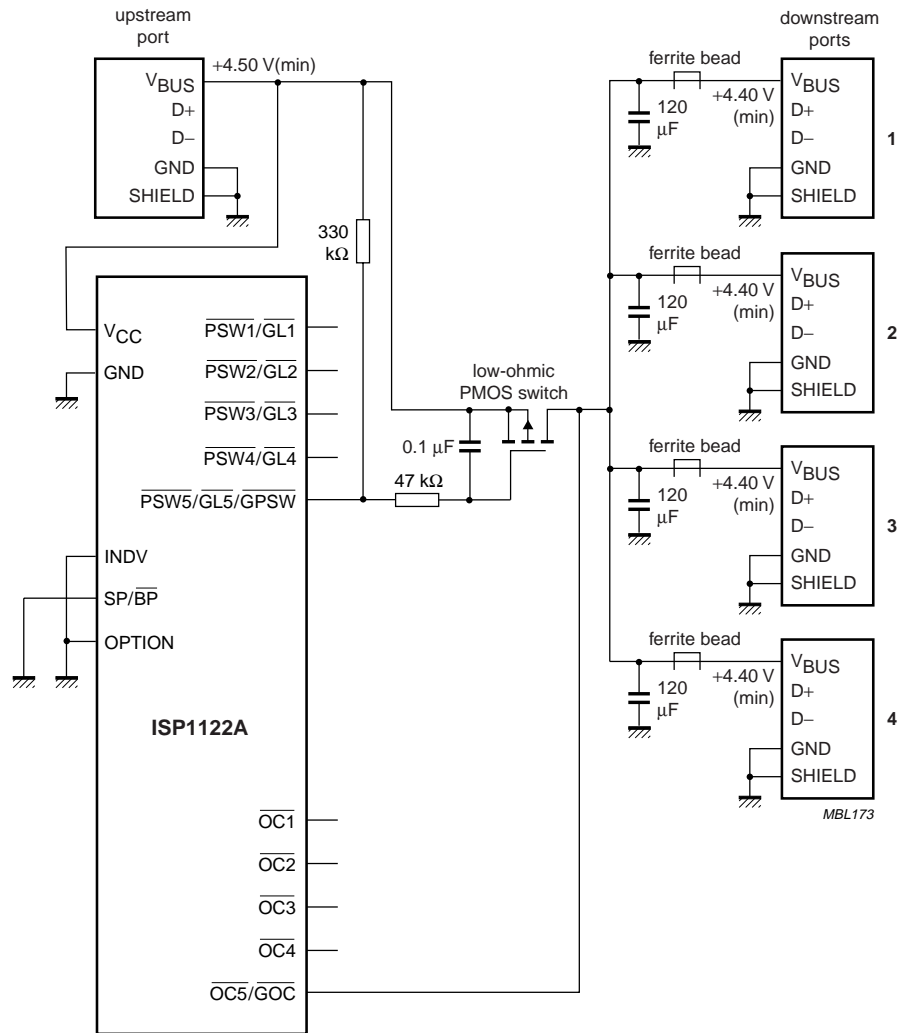 upstream
port
+4.50 V(min)
VBUS
D+
D−
GND
SHIELD
330
kΩ
VCC
GND
PSW1/GL1
PSW2/GL2
PSW3/GL3
PSW4/GL4
PSW5/GL5/GPSW
INDV
SP/BP
OPTION
ISP1122A
OC1
OC2
OC3
OC4
OC5/GOC
low-ohmic
PMOS switch
0.1 μF
47 kΩ
downstream
ports
ferrite bead
120
μF
+4.40 V
(min)
VBUS
D+
D−
GND
SHIELD
1
ferrite bead
120
μF
+4.40 V
(min)
VBUS
D+
D−
GND
SHIELD
2
ferrite bead
120
μF
+4.40 V
(min)
VBUS
D+
D−
GND
SHIELD
3
ferrite bead
120
μF
+4.40 V
(min)
VBUS
D+
D−
GND
SHIELD
4
MBL173